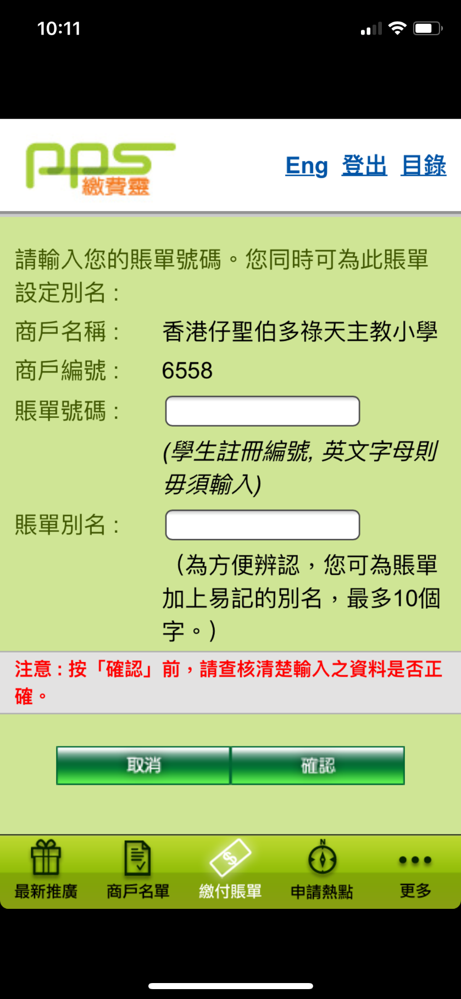 10:11
pps
繳費靈
Eng 登出 目錄
請輸入您的賬單號碼。您同時可為此賬單
設定別名：
商戶名稱： 香港仔聖伯多祿天主教小學
商戶編號： 6558
賬單號碼：
(學生註冊編號, 英文字母則
毋須輸入)
賬單別名：
（為方便辨認，您可為賬單
加上易記的別名，最多10個
字。）
注意：按「確認」前，請查核清楚輸入之資料是否正
確。
取消 確認
N
最新推廣 商戶名單 繳付賬單 申請熱點 更多